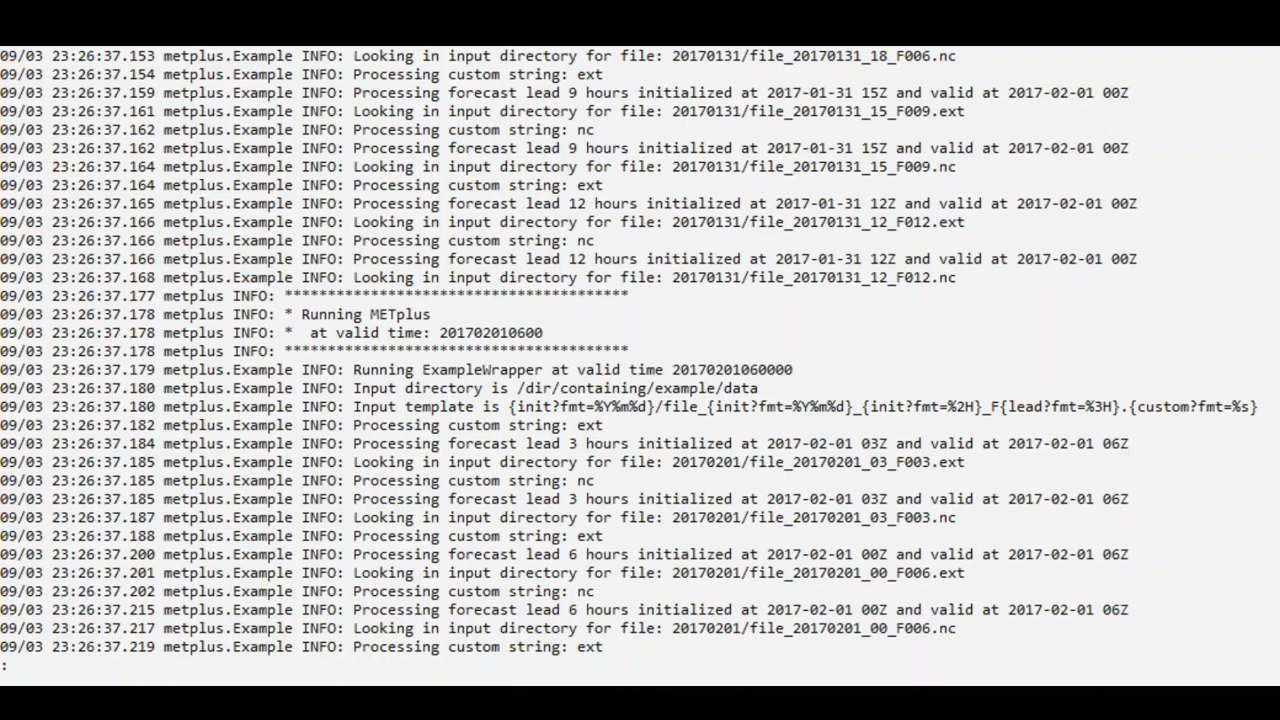 09/03 23:26:37.153 metplus.Example INFO: Looking in input directory for file: 20170131/file_20170131_18_F006.nc
09/03 23:26:37.154 metplus.Example INFO: Processing custom string: ext
09/03 23:26:37.159 metplus.Example INFO: Processing forecast lead 9 hours initialized at 2017-01-31 15Z and valid at 2017-02-01 00Z
09/03 23:26:37.161 metplus.Example INFO: Looking in input directory for file: 20170131/file_20170131_15_F009.ext
09/03 23:26:37.162 metplus.Example INFO: Processing custom string: nc
09/03 23:26:37.162 metplus.Example INFO: Processing forecast lead 9 hours initialized at 2017-01-31 15Z and valid at 2017-02-01 00Z
09/03 23:26:37.164 metplus.Example INFO: Looking in input directory for file: 20170131/file_20170131_15_F009.nc
09/03 23:26:37.164 metplus.Example INFO: Processing custom string: ext
09/03 23:26:37.165 metplus.Example INFO: Processing forecast lead 12 hours initialized at 2017-01-31 12Z and valid at 2017-02-01 00Z
09/03 23:26:37.166 metplus.Example INFO: Looking in input directory for file: 20170131/file_20170131_12_F012.ext
09/03 23:26:37.166 metplus.Example INFO: Processing custom string: nc
09/03 23:26:37.166 metplus.Example INFO: Processing forecast lead 12 hours initialized at 2017-01-31 12Z and valid at 2017-02-01 00Z
09/03 23:26:37.168 metplus.Example INFO: Looking in input directory for file: 20170131/file_20170131_12_F012.nc
09/03 23:26:37.177 metplus INFO: ****************************************
09/03 23:26:37.178 metplus INFO: * Running METplus
09/03 23:26:37.178 metplus INFO: *  at valid time: 201702010600
09/03 23:26:37.178 metplus INFO: ****************************************
09/03 23:26:37.179 metplus.Example INFO: Running ExampleWrapper at valid time 20170201060000
09/03 23:26:37.180 metplus.Example INFO: Input directory is /dir/containing/example/data
09/03 23:26:37.180 metplus.Example INFO: Input template is {init?fmt=%Y%m%d}/file_{init?fmt=%Y%m%d}_{init?fmt=%2H}_F{lead?fmt=%3H}.{custom?fmt=%s}
09/03 23:26:37.182 metplus.Example INFO: Processing custom string: ext
09/03 23:26:37.184 metplus.Example INFO: Processing forecast lead 3 hours initialized at 2017-02-01 03Z and valid at 2017-02-01 06Z
09/03 23:26:37.185 metplus.Example INFO: Looking in input directory for file: 20170201/file_20170201_03_F003.ext
09/03 23:26:37.185 metplus.Example INFO: Processing custom string: nc
09/03 23:26:37.185 metplus.Example INFO: Processing forecast lead 3 hours initialized at 2017-02-01 03Z and valid at 2017-02-01 06Z
09/03 23:26:37.187 metplus.Example INFO: Looking in input directory for file: 20170201/file_20170201_03_F003.nc
09/03 23:26:37.188 metplus.Example INFO: Processing custom string: ext
09/03 23:26:37.200 metplus.Example INFO: Processing forecast lead 6 hours initialized at 2017-02-01 00Z and valid at 2017-02-01 06Z
09/03 23:26:37.201 metplus.Example INFO: Looking in input directory for file: 20170201/file_20170201_00_F006.ext
09/03 23:26:37.202 metplus.Example INFO: Processing custom string: nc
09/03 23:26:37.215 metplus.Example INFO: Processing forecast lead 6 hours initialized at 2017-02-01 00Z and valid at 2017-02-01 06Z
09/03 23:26:37.217 metplus.Example INFO: Looking in input directory for file: 20170201/file_20170201_00_F006.nc
09/03 23:26:37.219 metplus.Example INFO: Processing custom string: ext
: